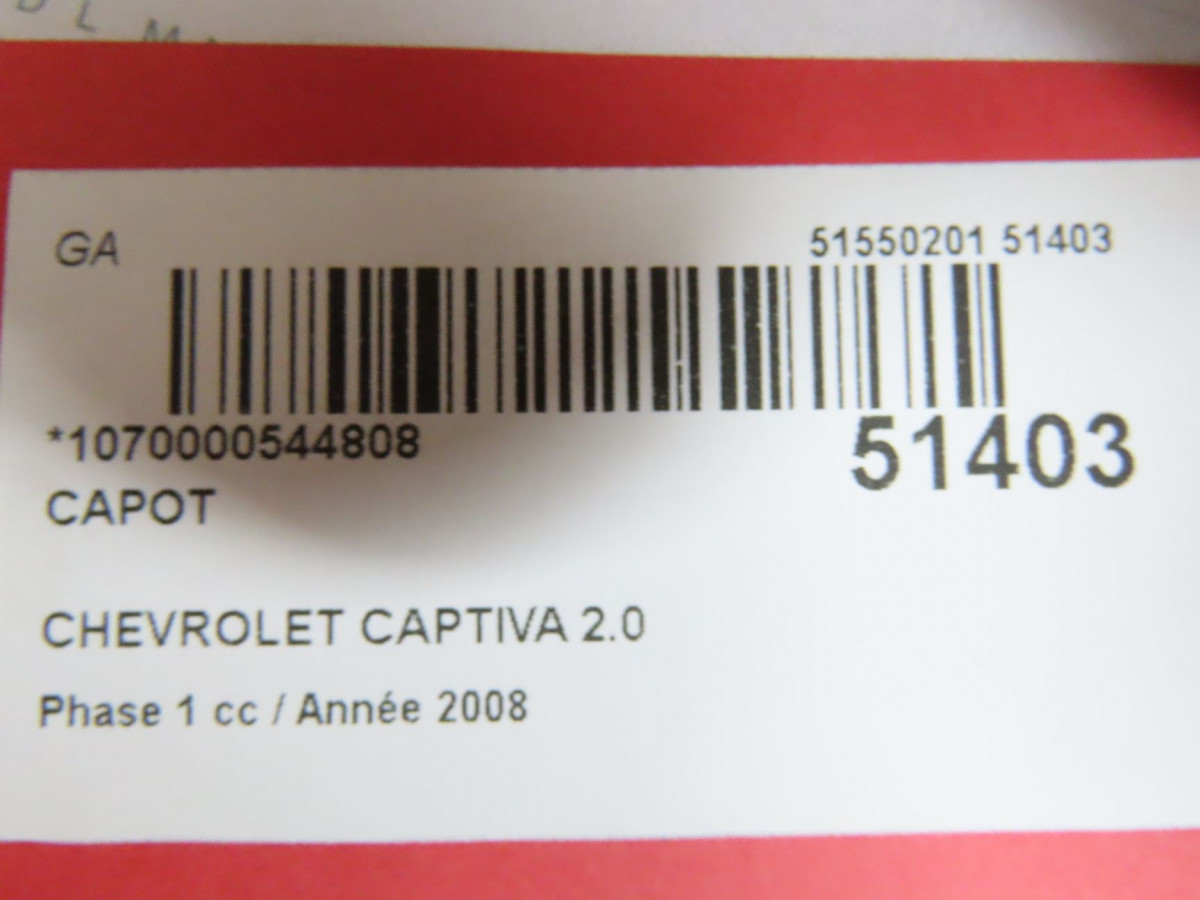 GA
51550201 51403
*1070000544808
51403
CAPOT
CHEVROLET CAPTIVA 2.0
Phase 1 cc / Année 2008